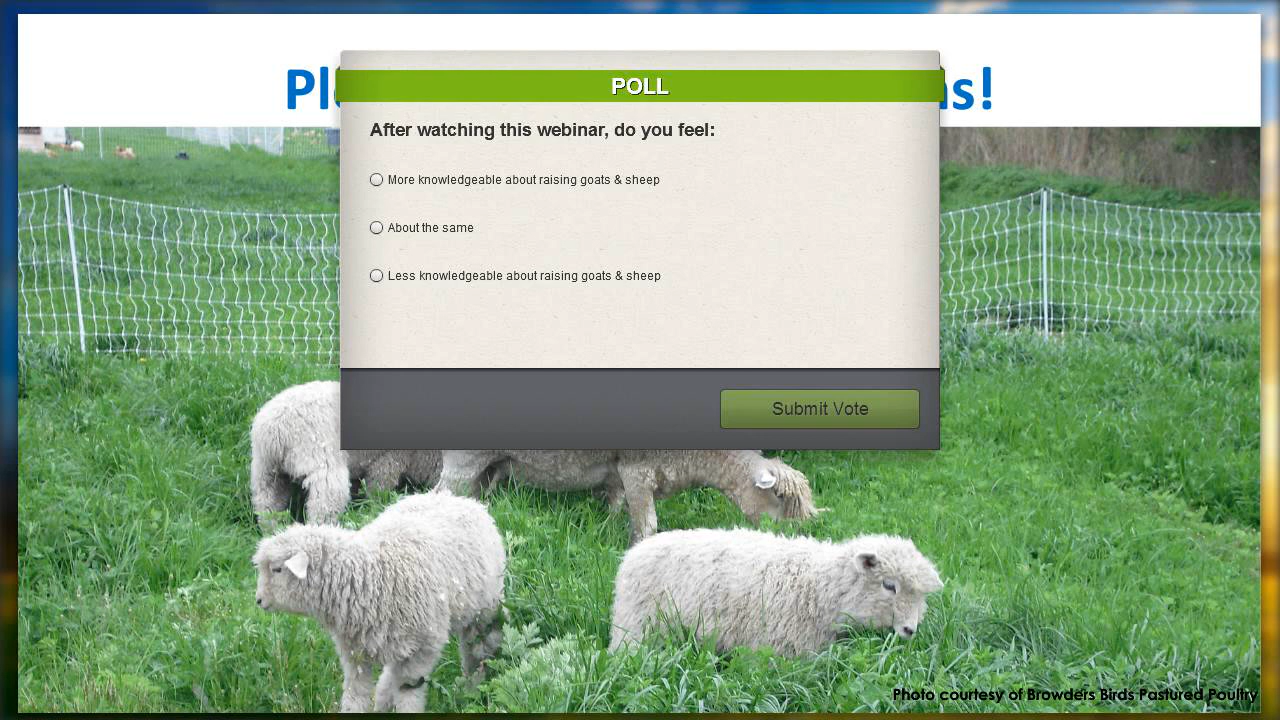 POLL
After watching this webinar, do you feel:
More knowledgeable about raising goats & sheep
About the same
Less knowledgeable about raising goats & sheep
Submit Vote
Photo courtesy of Browders Birds Pastured Poultry